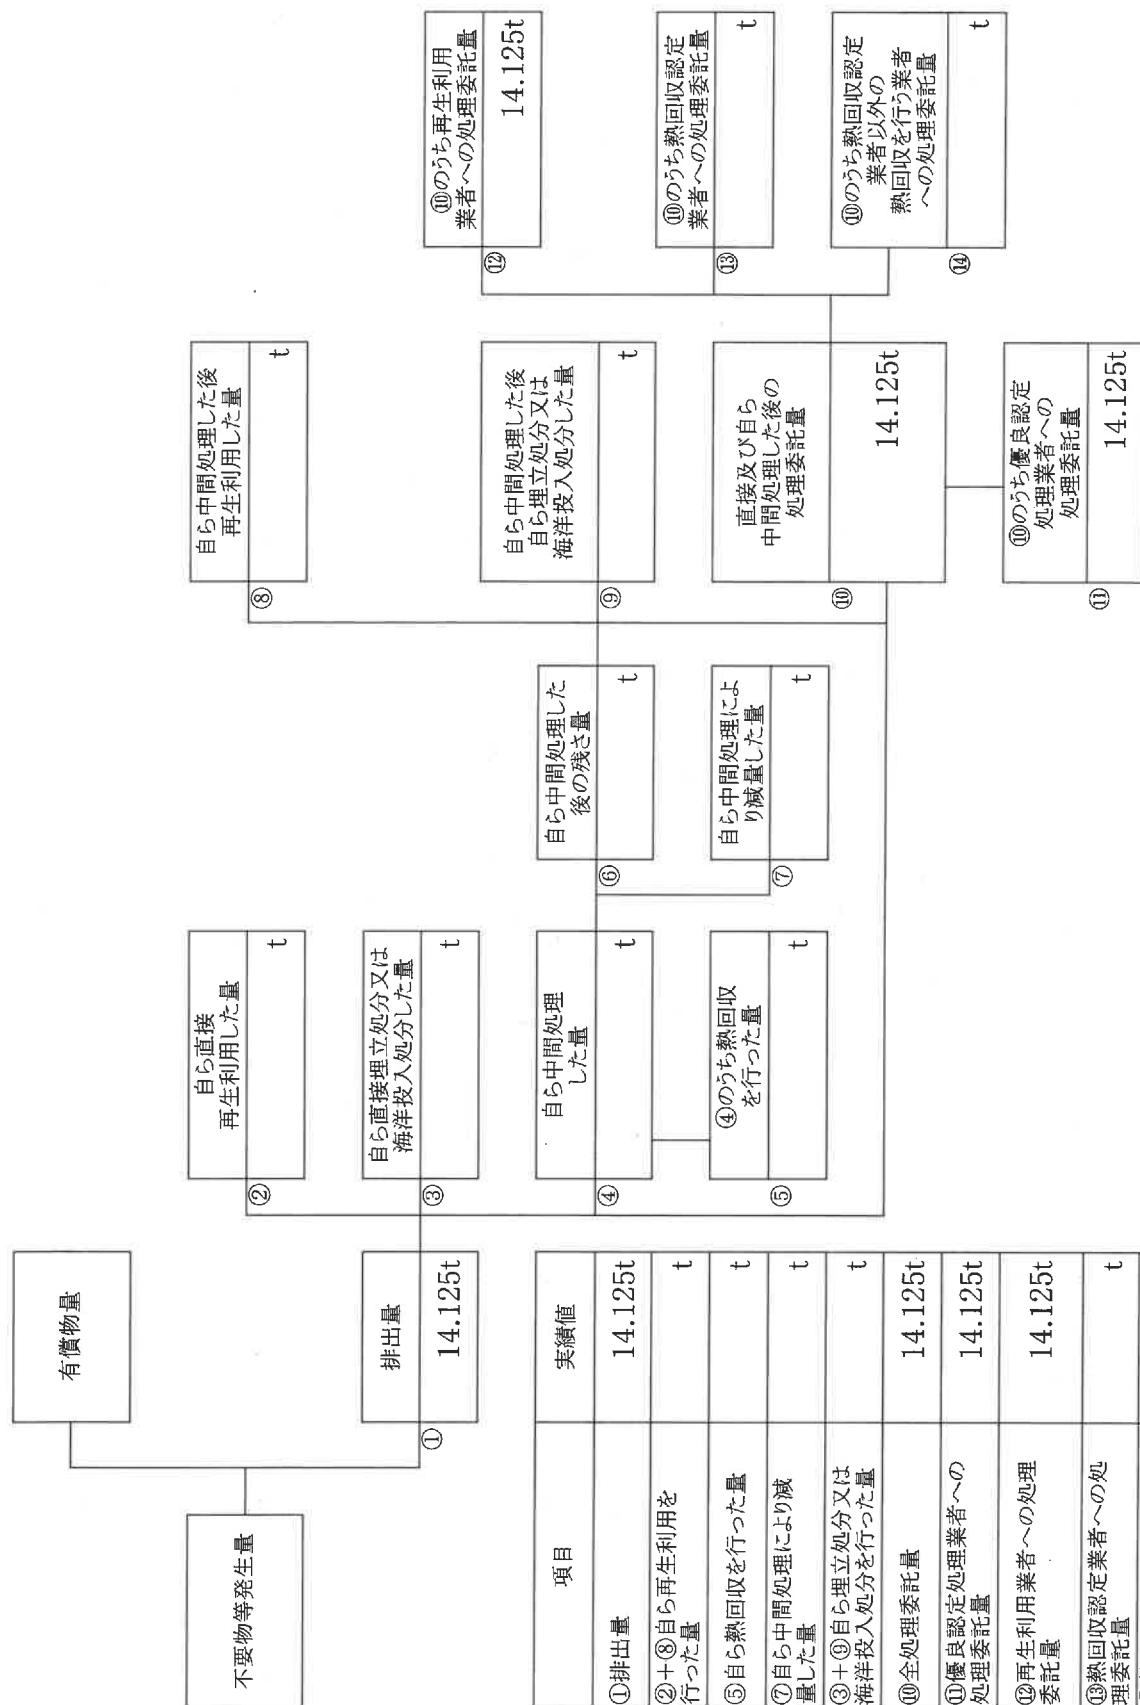 不要物等発生量
有償物量
①
排出量
14.125t
②
自ら直接
再生利用した量
t
③
自ら直接埋立処分又は
海洋投入処分した量
t
④
自ら中間処理
した量
t
⑤
④のうち熱回収
を行った量
t
⑥
自ら中間処理した
後の残さ量
t
⑦
自ら中間処理によ
り減量した量
t
⑧
自ら中間処理した後
再生利用した量
t
⑨
自ら中間処理した後
自ら埋立処分又は
海洋投入処分した量
t
⑩
直接及び自ら
中間処理した後の
処理委託量
14.125t
⑪
⑩のうち優良認定
処理業者への
処理委託量
14.125t
⑫
⑩のうち再生利用
業者への処理委託量
14.125t
⑬
⑩のうち熱回収認定
業者への処理委託量
t
⑭
⑩のうち熱回収認定
業者以外の
熱回収を行う業者
への処理委託量
t
項目 実績値
①排出量 14.125t
②+⑧自ら再生利用を
行った量 t
⑤自ら熱回収を行った量 t
⑦自ら中間処理により減
量した量 t
③+⑨自ら埋立処分又は
海洋投入処分を行った量 t
⑩全処理委託量 14.125t
⑪優良認定処理業者への
処理委託量 14.125t
⑫再生利用業者への処理
委託量 14.125t
⑬熱回収認定業者への処
理委託量 t